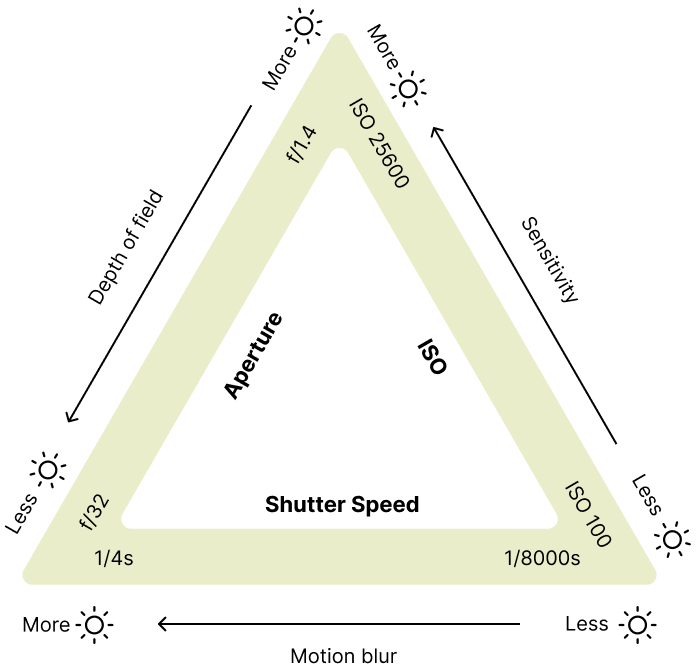 More
More
ISO 25600
f/1.4
Depth of field
Sensitivity
Aperture
ISO
Less
f/32
Shutter Speed
ISO 100
Less
1/4s
1/8000s
More
Less
Motion blur